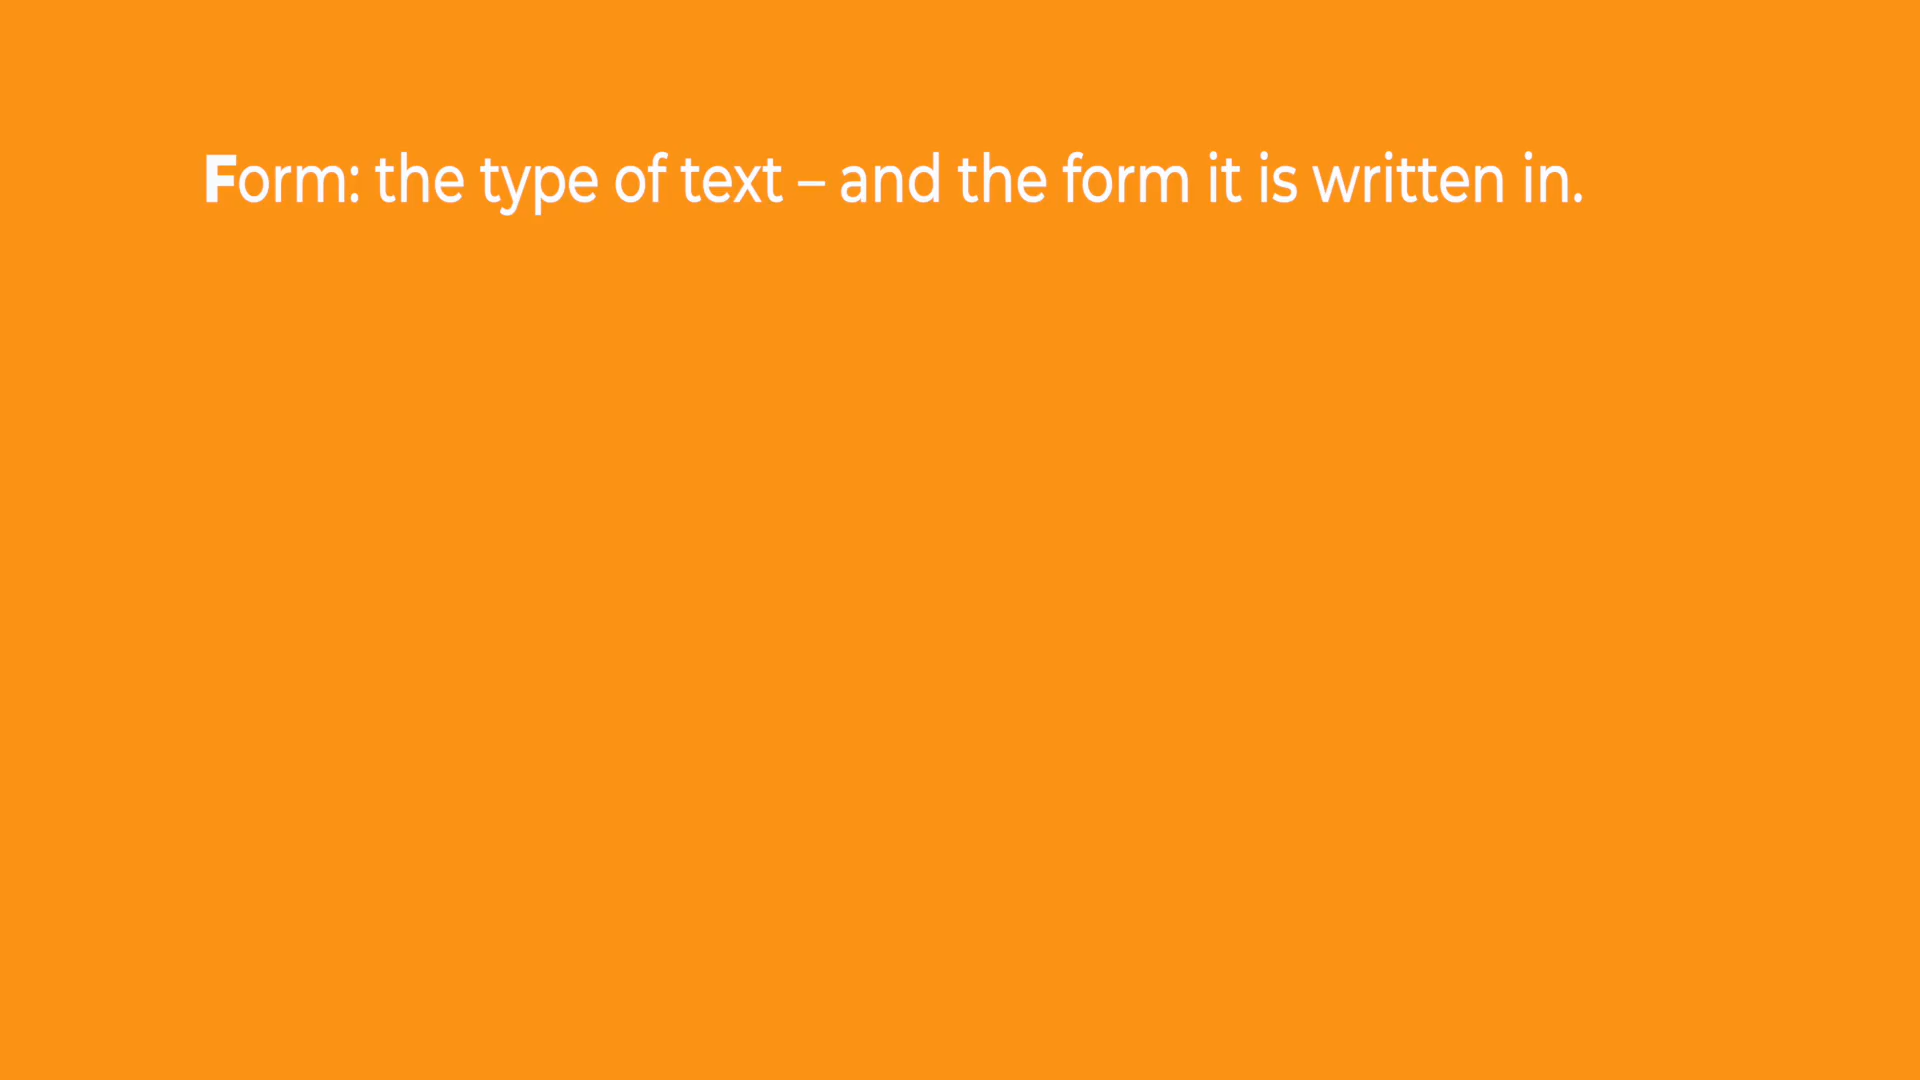 Form: the type of text – and the form it is written in.